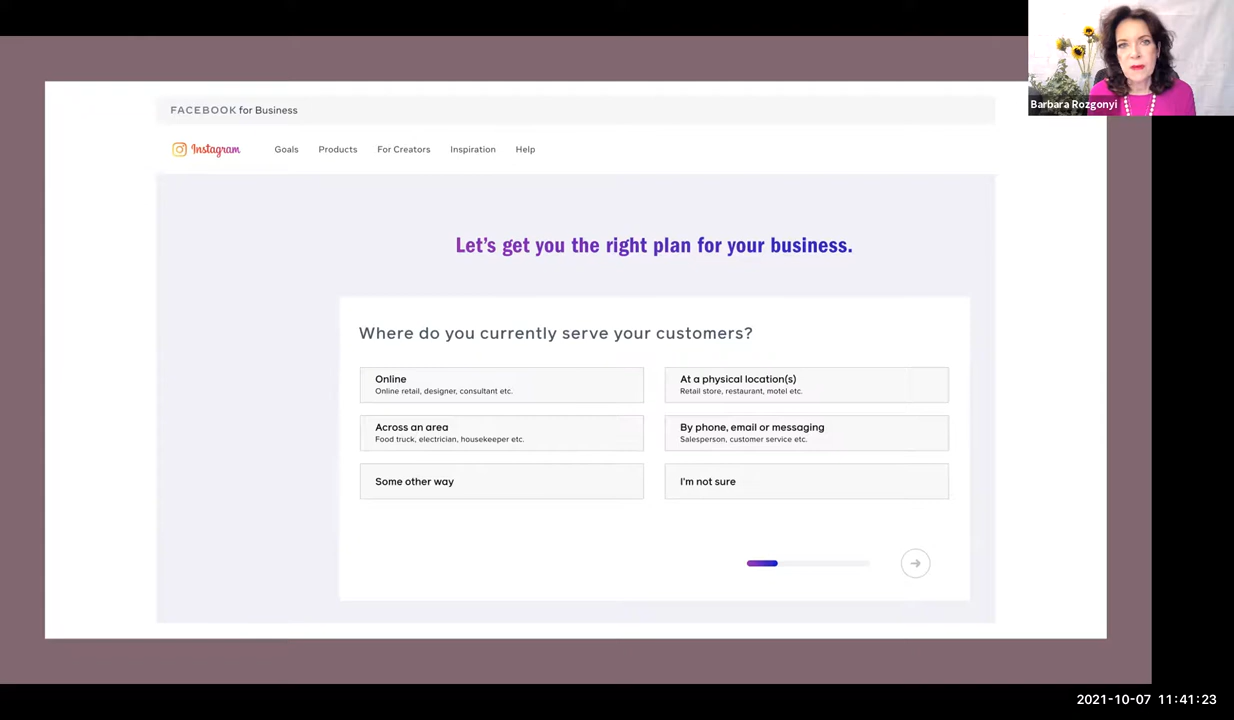 Barbara Rozgonyi
FACEBOOK for Business
Instagram Goals Products For Creators Inspiration Help
Let's get you the right plan for your business.
Where do you currently serve your customers?
Online
Online retail, designer, consultant etc.
At a physical location(s)
Retail store, restaurant, motel etc.
Across an area
Food truck, electrician, housekeeper etc.
By phone, email or messaging
Salesperson, customer service etc.
Some other way
I'm not sure
2021-10-07 11:41:23